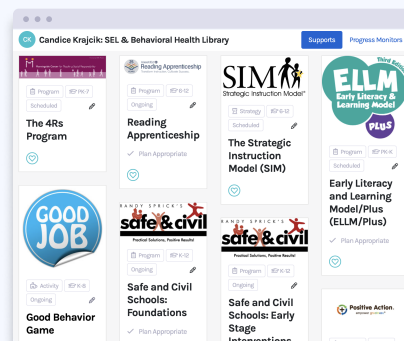 CK
Candice Krajcik: SEL & Behavioral Health Library
Supports
Progress Monitors
Program
PK-7
Scheduled
The 4Rs
Program
GOOD
JOB
Activity
K-8
Ongoing
Good Behavior
Game
Reading Apprenticeship
Program
6-12
Ongoing
Reading
Apprenticeship
Plan Appropriate
RANDY SPRICK'S
safe & civil
Practical Solutions, Positive Results!
Program
K-12
Ongoing
Safe and Civil
Schools:
Foundations
Plan Appropriate
SIM
Strategic Instruction Model
Strategy
6-12
Scheduled
The Strategic
Instruction
Model (SIM)
RANDY SPRICK'S
safe & civil
Practical Solutions, Positive Results!
Program
K-12
Ongoing
Safe and Civil
Schools: Early
Stage
Interventions
Third Edition
ELLM
Early Literacy &
Learning Model
PLUS
Program
PK-K
Scheduled
Early Literacy
and Learning
Model/Plus
(ELLM/Plus)
Plan Appropriate
Positive Action.